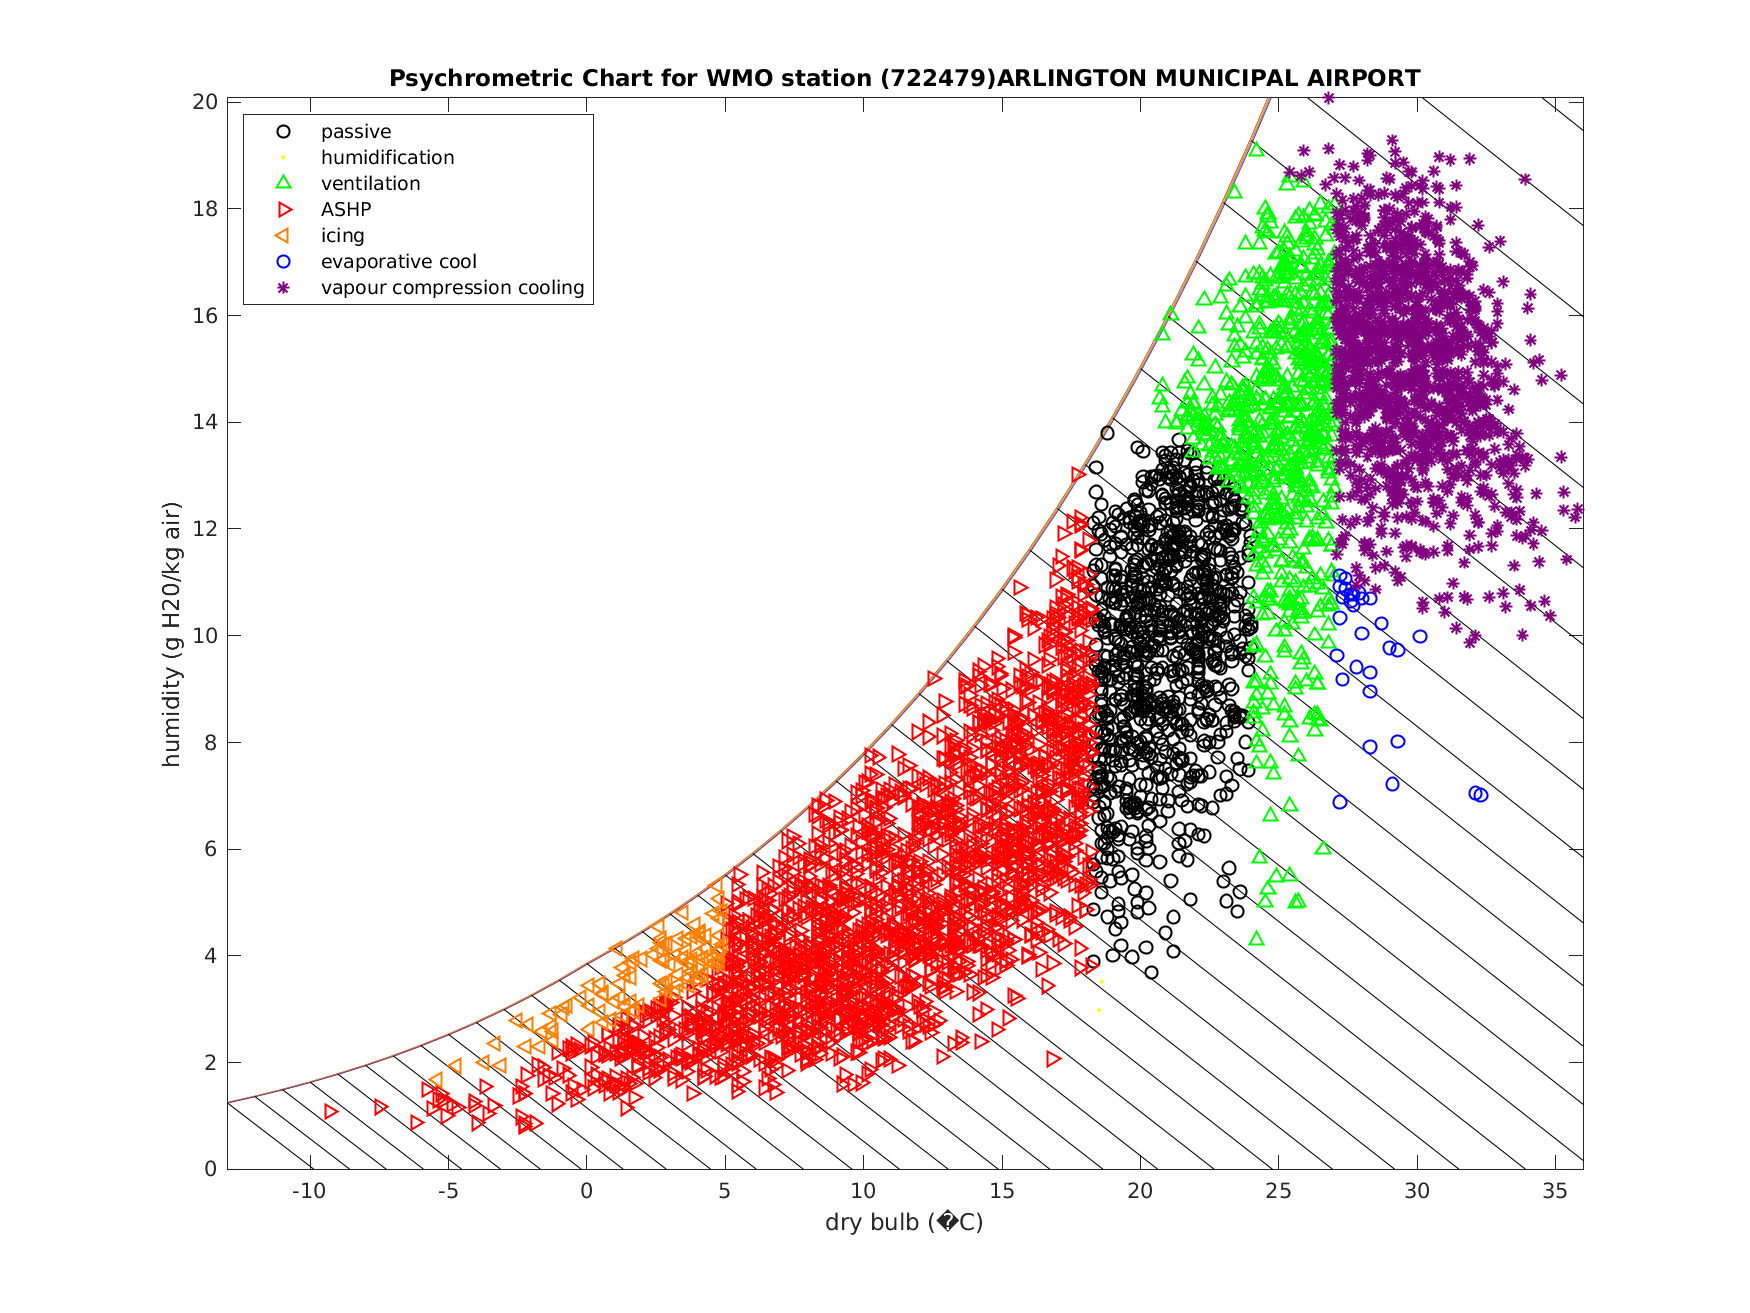 Psychrometric Chart for WMO station (722479)ARLINGTON MUNICIPAL AIRPORT
passive
humidification
ventilation
ASHP
icing
evaporative cool
vapour compression cooling
humidity (g H20/kg air)
20
18
16
14
12
10
8
6
4
2
0
-10 -5 0 5 10 15 20 25 30 35
dry bulb (�C)